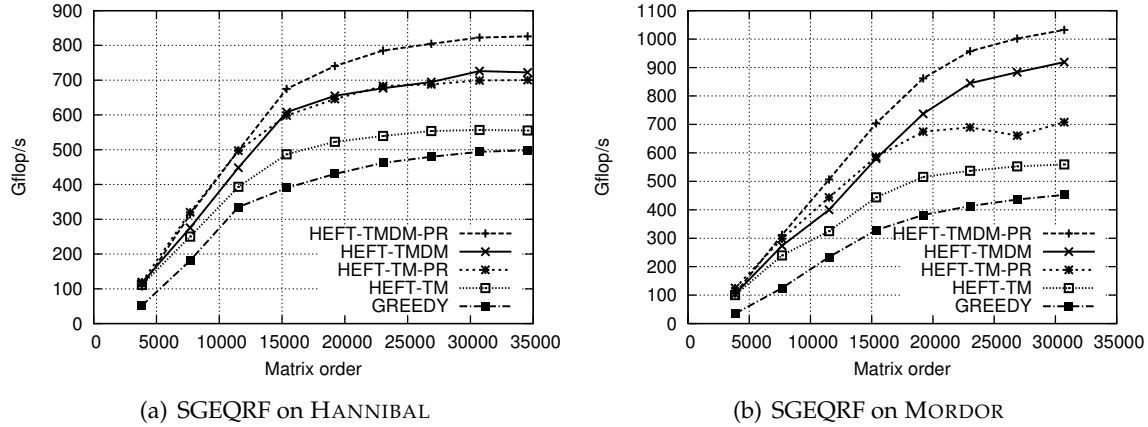 900
800
700
600
500
400
300
200
100
0
Gflop/s
HEFT-TMDM-PR
HEFT-TMDM
HEFT-TM-PR
HEFT-TM
GREEDY
0 5000 10000 15000 20000 25000 30000 35000
Matrix order
(a) SGEQRF on HANNIBAL
1100
1000
900
800
700
600
500
400
300
200
100
0
Gflop/s
HEFT-TMDM-PR
HEFT-TMDM
HEFT-TM-PR
HEFT-TM
GREEDY
0 5000 10000 15000 20000 25000 30000 35000
Matrix order
(b) SGEQRF on MORDOR